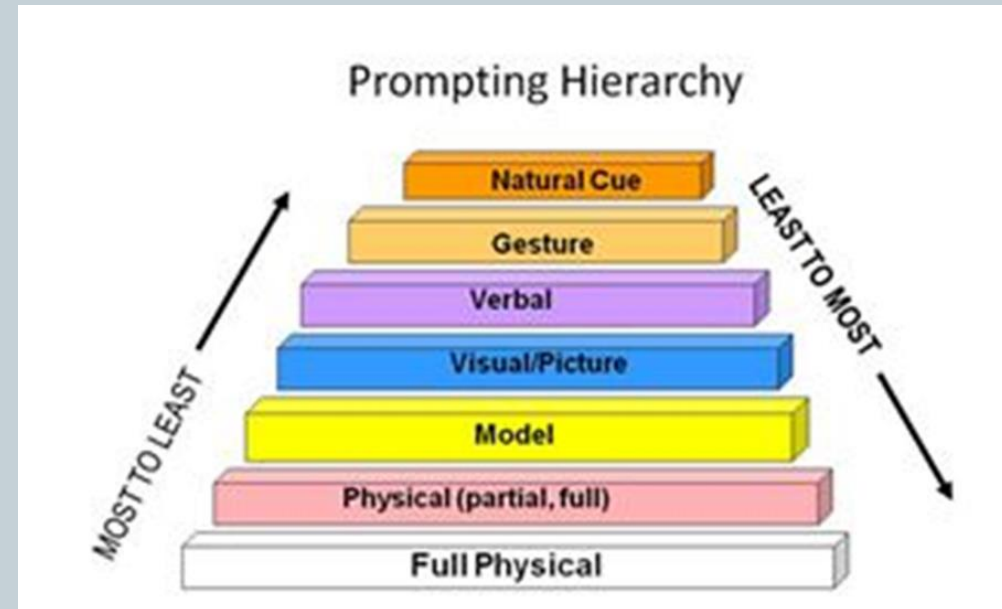 Prompting Hierarchy
Natural Cue
Gesture
Verbal
Visual/Picture
Model
Physical (partial, full)
Full Physical
MOST TO LEAST
LEAST TO MOST